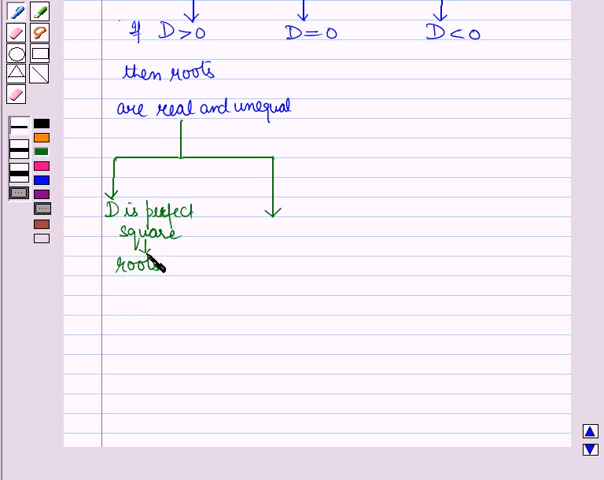 If D>0 D=0 D<0
then roots
are real and unequal
D is perfect
square
roots